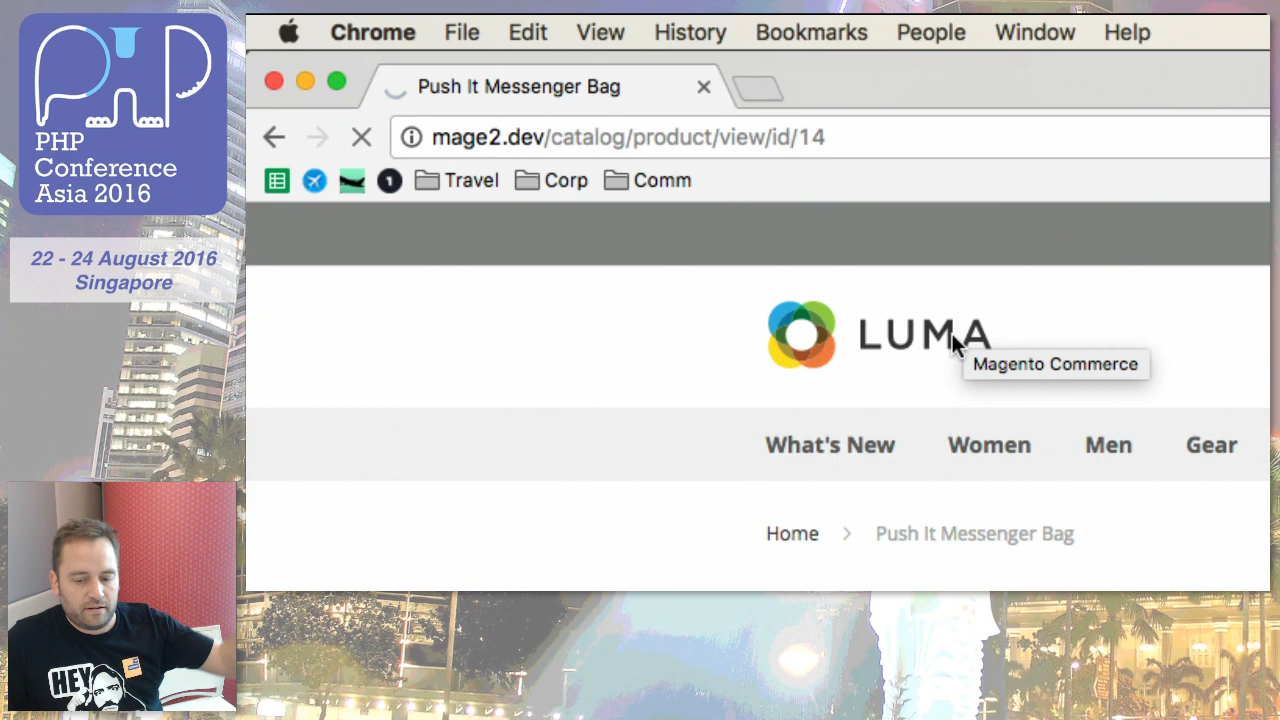 PHP
Conference
Asia 2016
22 - 24 August 2016
Singapore
Chrome File Edit View History Bookmarks People Window Help
Push It Messenger Bag
mage2.dev/catalog/product/view/id/14
1 Travel Corp Comm
LUMA
Magento Commerce
What's New Women Men Gear
Home > Push It Messenger Bag
HEY